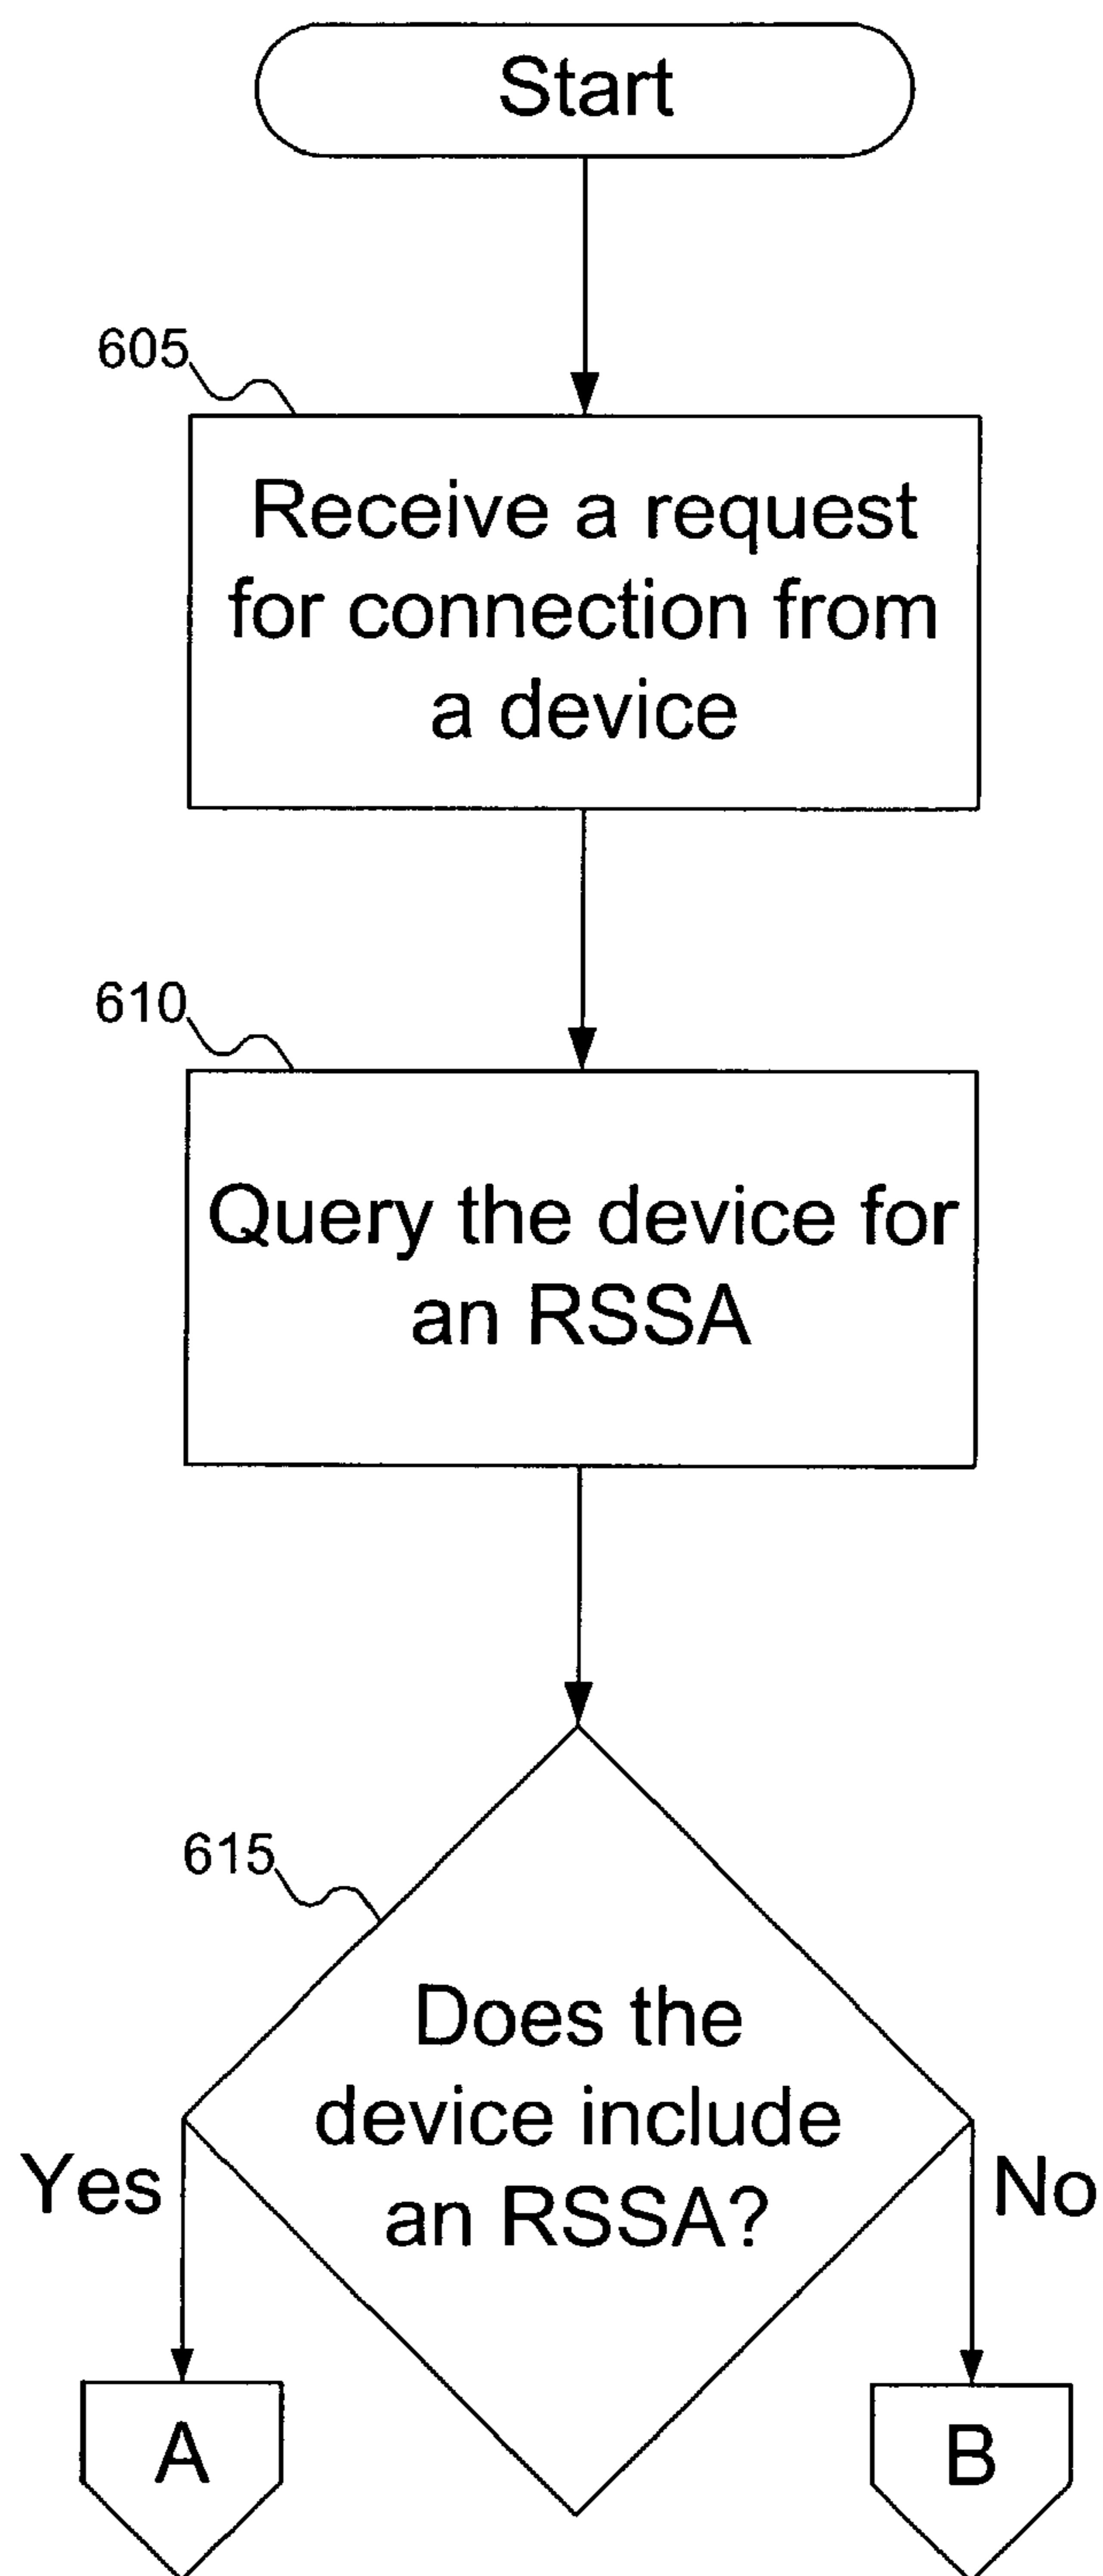 Start
605
Receive a request
for connection from
a device
610
Query the device for
an RSSA
615
Does the
device include
an RSSA?
Yes
No
A
B